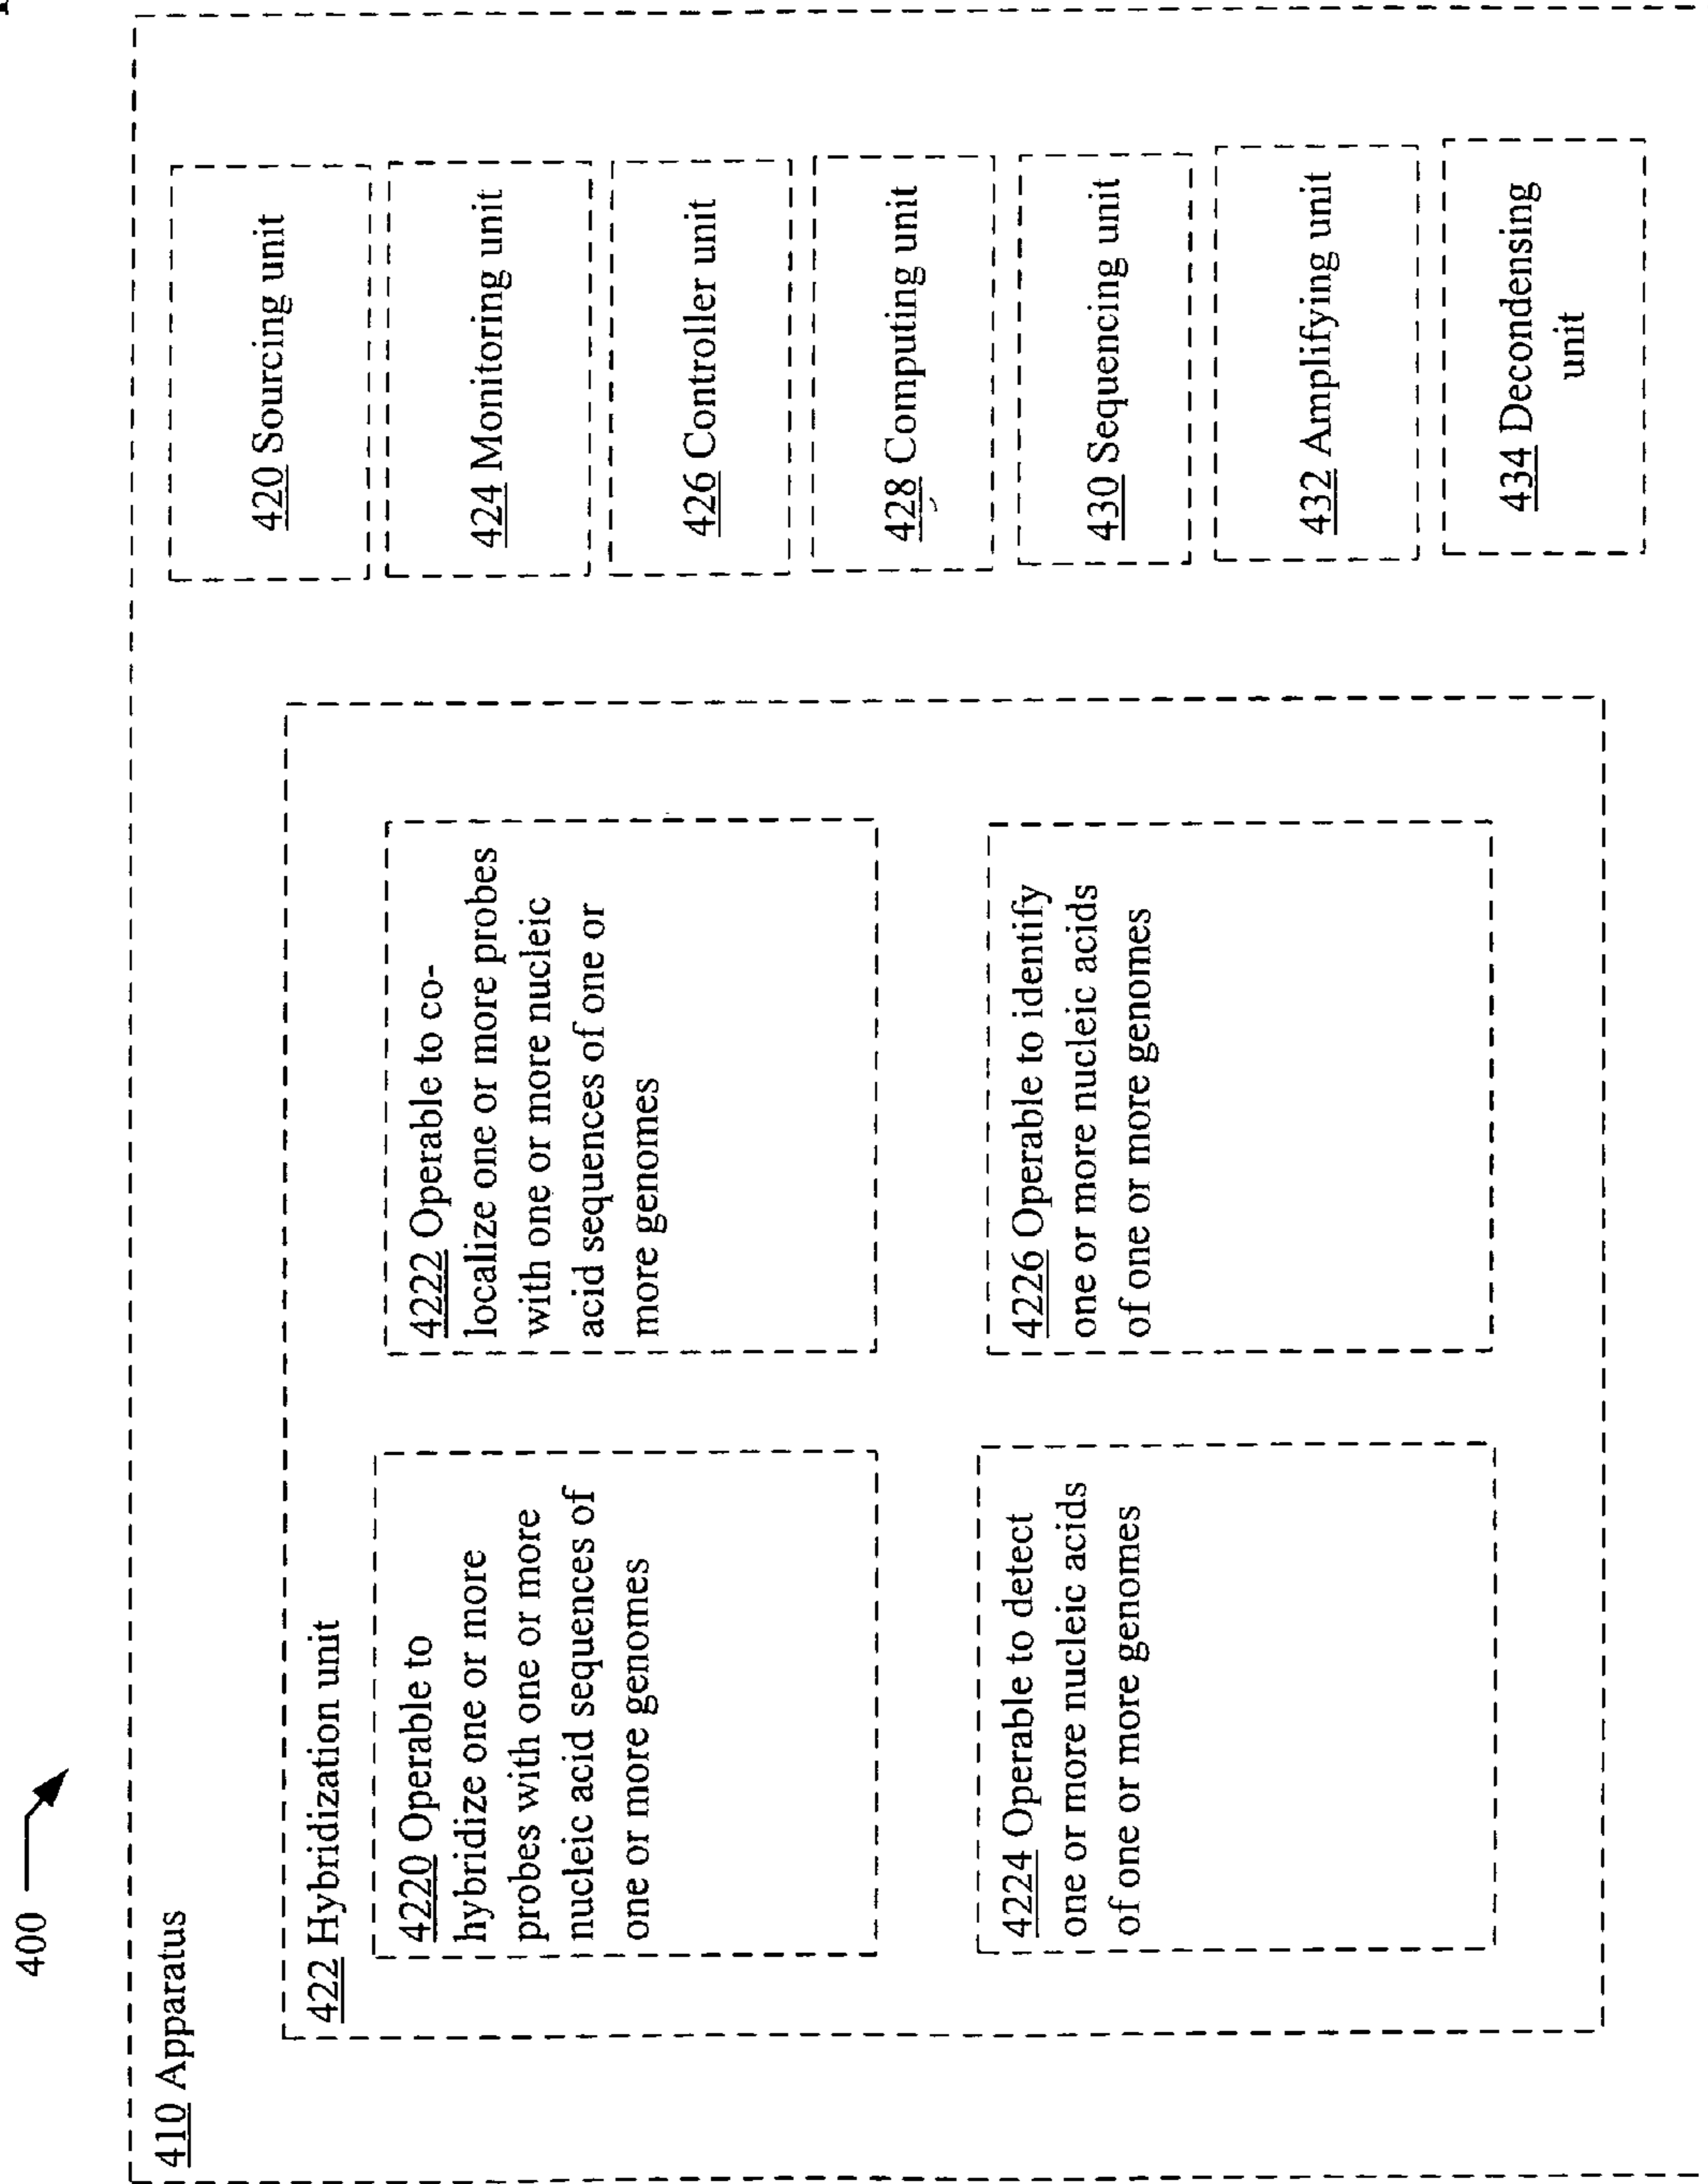 400
410 Apparatus
422 Hybridization unit
4220 Operable to
hybridize one or more
probes with one or more
nucleic acid sequences of
one or more genomes
4222 Operable to co-
localize one or more probes
with one or more nucleic
acid sequences of one or
more genomes
4224 Operable to detect
one or more nucleic acids
of one or more genomes
4226 Operable to identify
one or more nucleic acids
of one or more genomes
420 Sourcing unit
424 Monitoring unit
426 Controller unit
428 Computing unit
430 Sequencing unit
432 Amplifying unit
434 Decondensing
unit